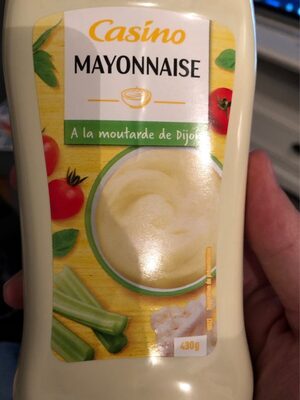 Casino
MAYONNAISE
A la moutarde de Dijon
430g